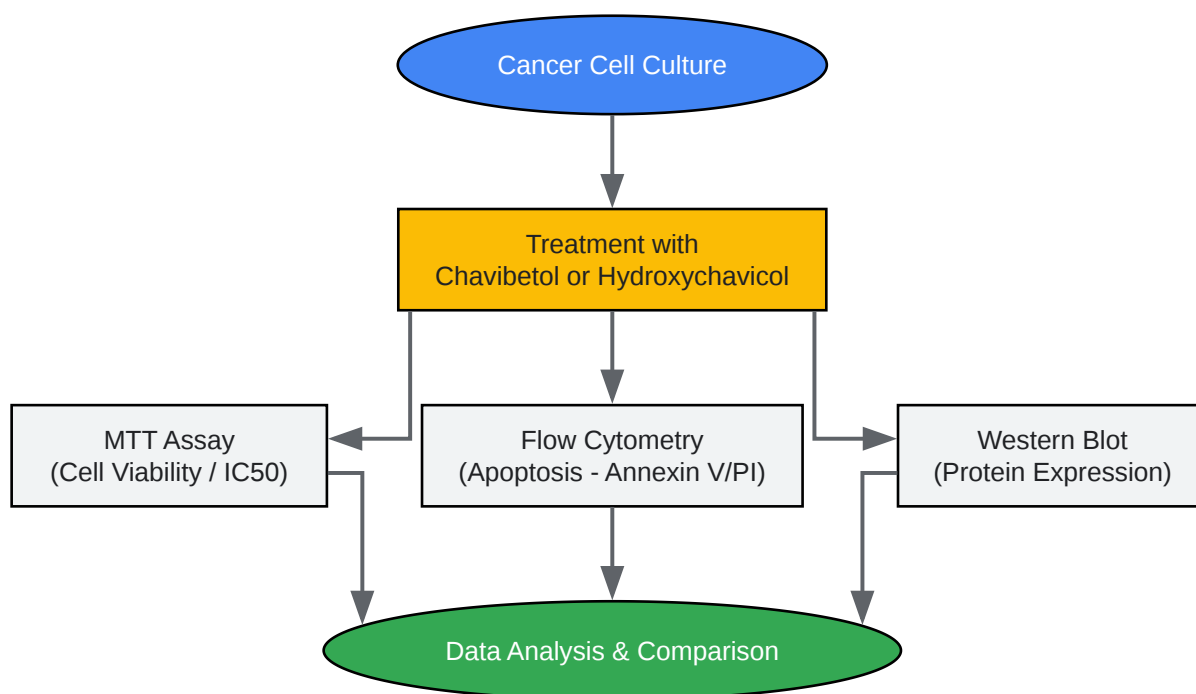 Cancer Cell Culture
Treatment with
Chavibetol or Hydroxychavicol
MTT Assay
(Cell Viability / IC50)
Flow Cytometry
(Apoptosis - Annexin V/PI)
Western Blot
(Protein Expression)
Data Analysis & Comparison